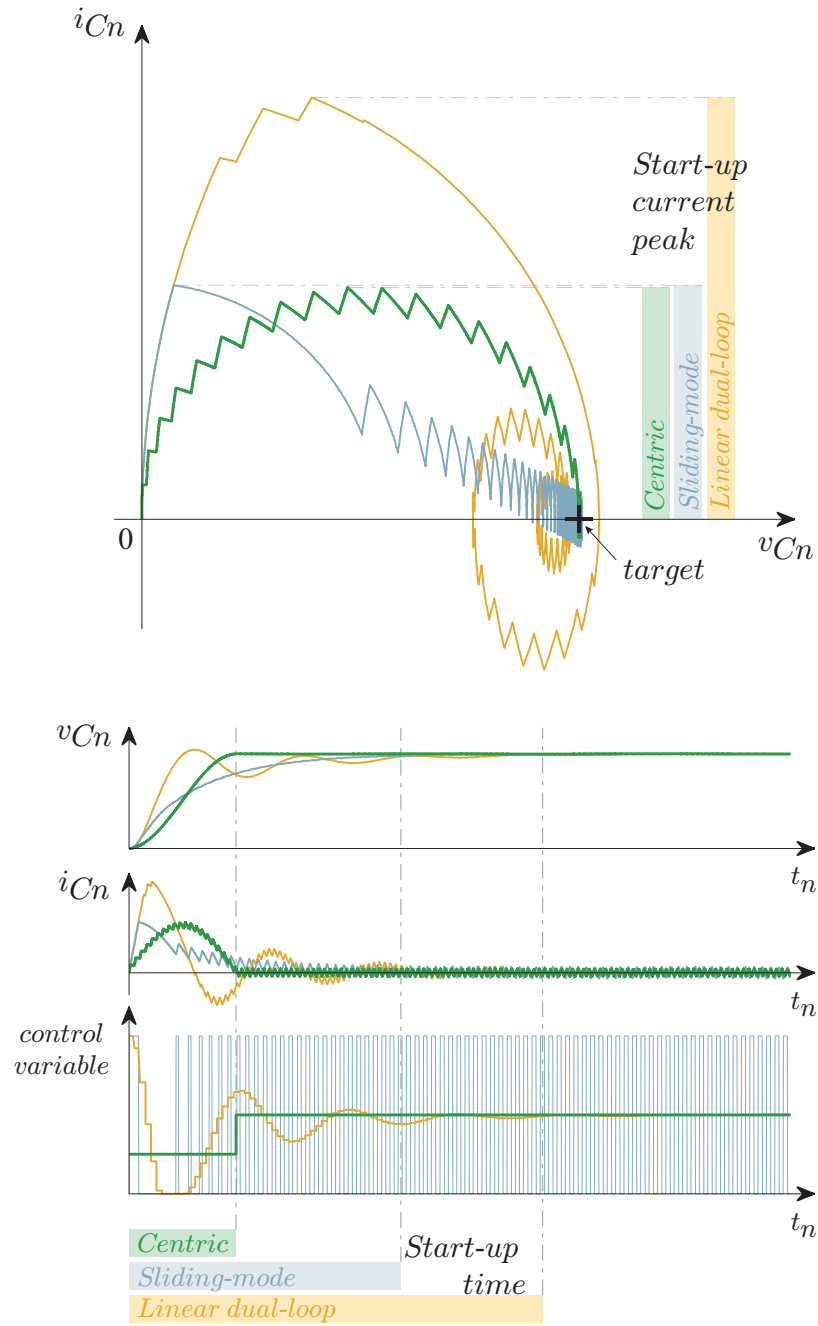 iCn
Start-up
current
peak
Centric
Sliding-mode
Linear dual-loop
0
vCn
target
vCn
tn
iCn
tn
control
variable
tn
Centric
Start-up
Sliding-mode
time
Linear dual-loop